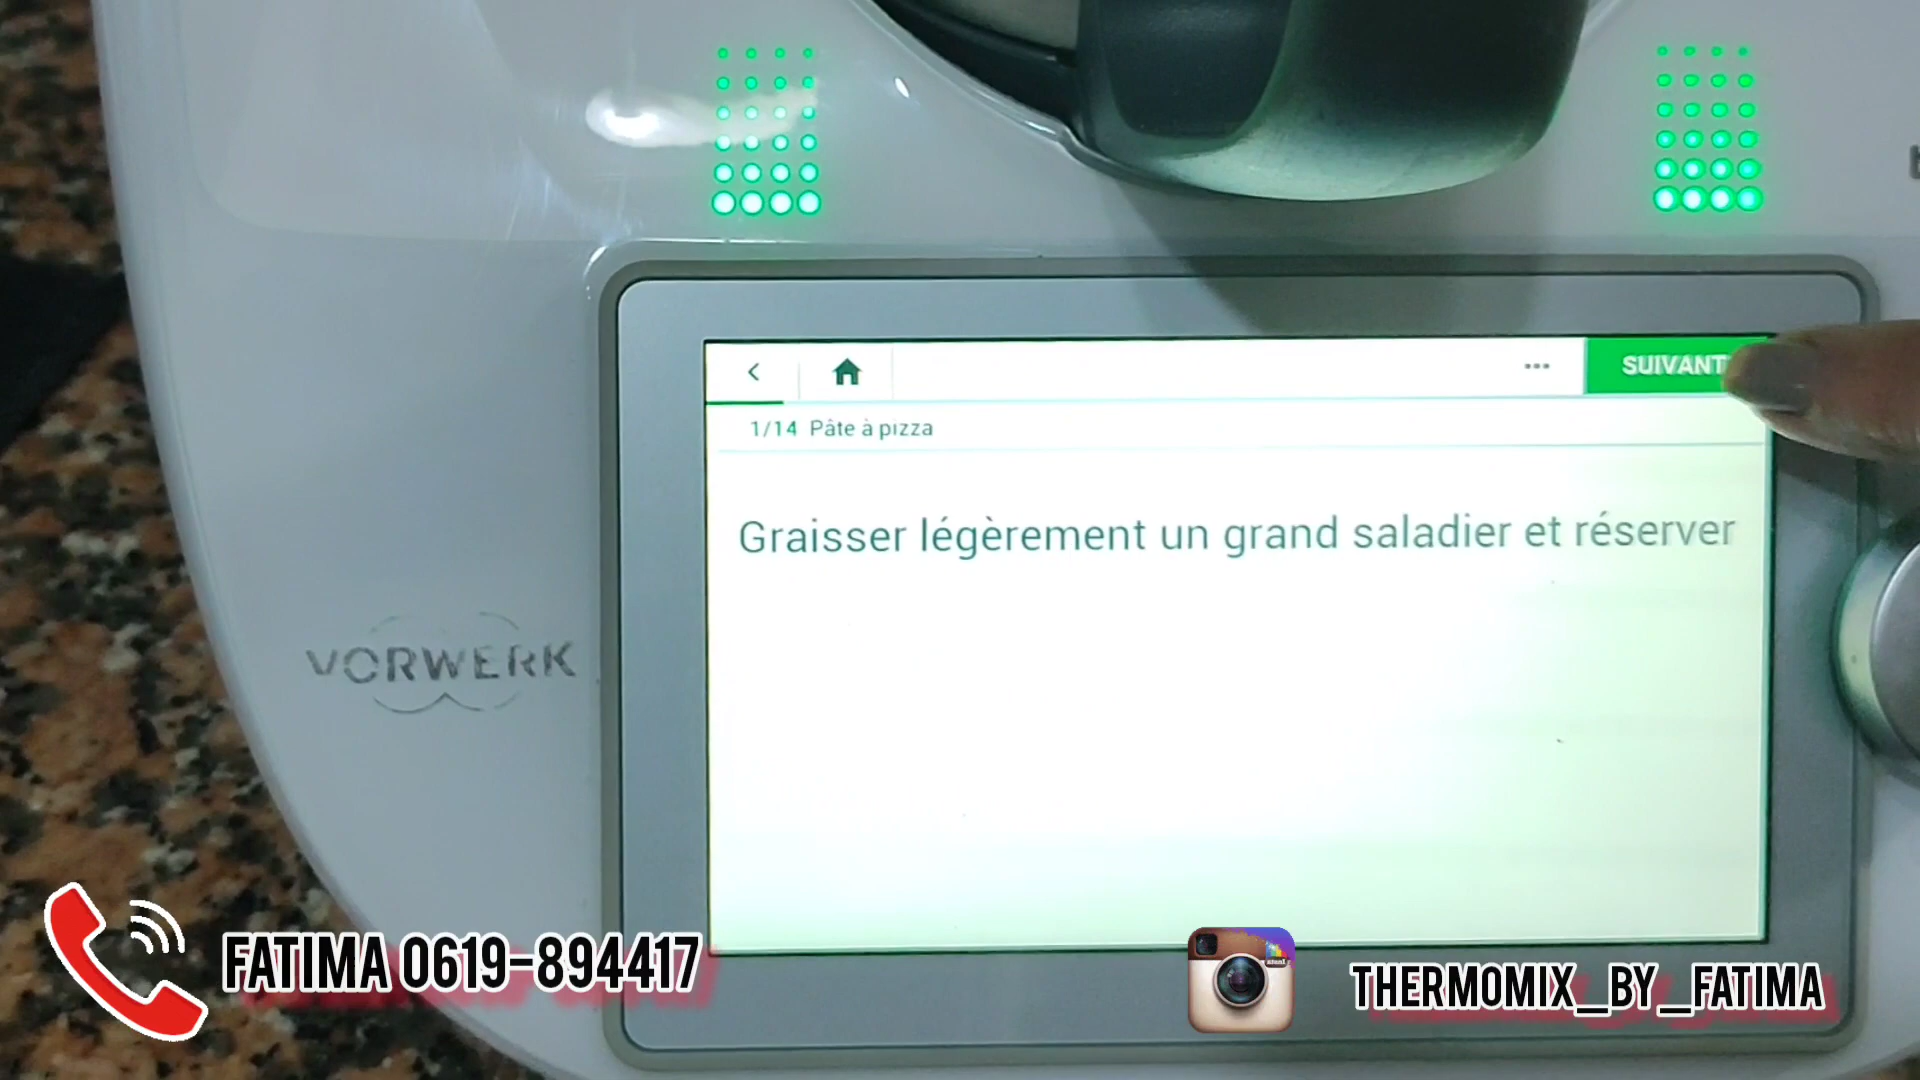 SUIVANT
1/14 Pâte à pizza
Graisser légèrement un grand saladier et réserver
VORWERK
FATIMA 0619-894417
THERMOMIX_BY_FATIMA